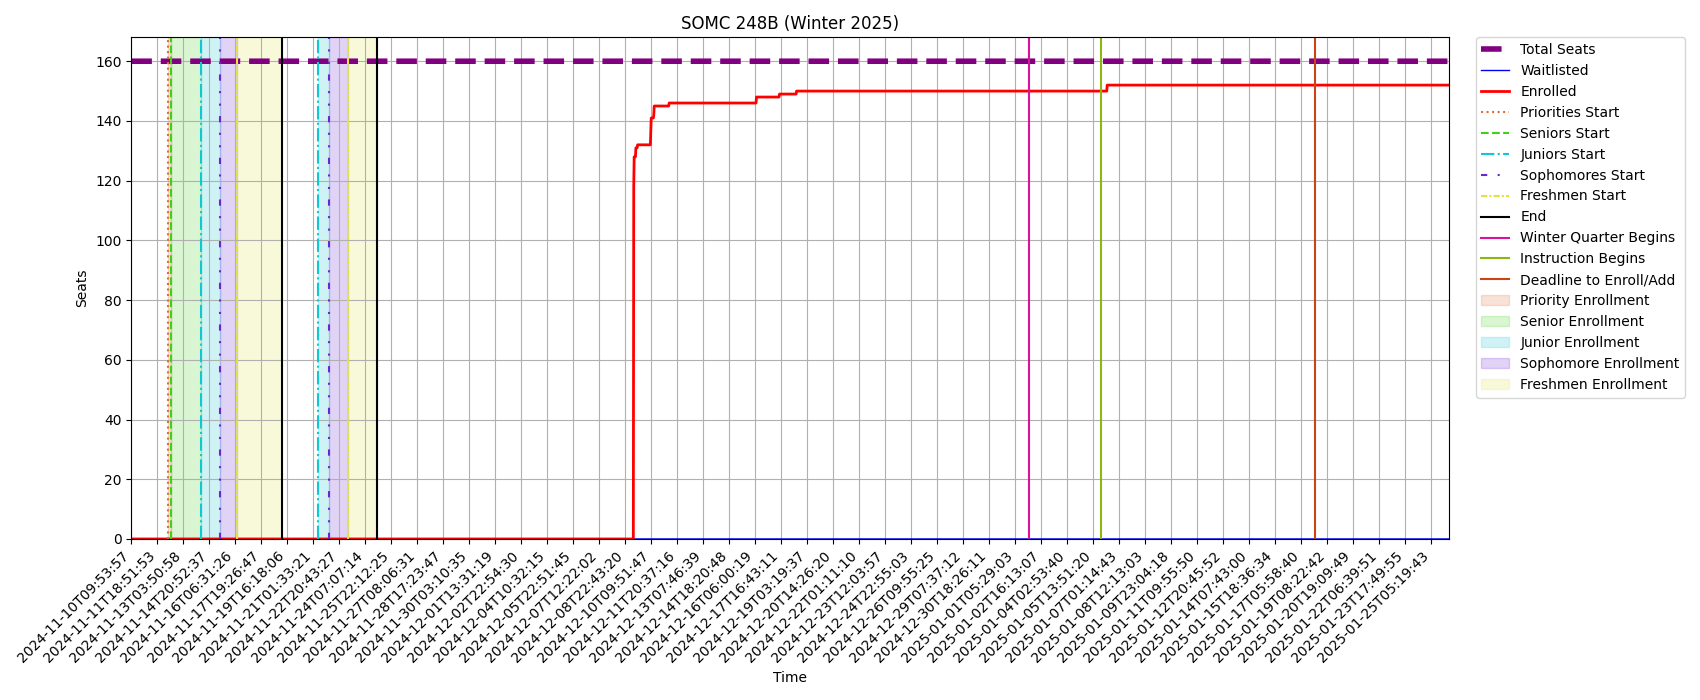 SOMC 248B (Winter 2025)
Seats
160
140
120
100
80
60
40
20
0
2024-11-10T09:53:57
2024-11-11T18:51:53
2024-11-13T03:50:58
2024-11-14T20:52:37
2024-11-16T06:31:26
2024-11-17T19:26:47
2024-11-19T16:18:06
2024-11-21T01:33:21
2024-11-22T20:43:27
2024-11-24T07:07:14
2024-11-25T22:12:25
2024-11-27T08:06:31
2024-11-28T17:23:47
2024-11-30T03:10:35
2024-12-01T13:31:19
2024-12-02T22:54:30
2024-12-04T10:32:15
2024-12-05T22:51:45
2024-12-07T12:22:02
2024-12-08T22:43:20
2024-12-10T09:51:47
2024-12-11T20:37:16
2024-12-13T07:46:39
2024-12-14T18:20:48
2024-12-16T06:00:19
2024-12-17T16:43:11
2024-12-19T03:19:37
2024-12-20T14:26:20
2024-12-22T01:11:10
2024-12-23T12:03:57
2024-12-24T22:55:03
2024-12-26T09:55:25
2024-12-29T07:37:12
2024-12-30T18:26:11
2025-01-01T05:29:03
2025-01-02T16:13:07
2025-01-04T02:53:40
2025-01-05T13:51:20
2025-01-07T01:14:43
2025-01-08T12:13:03
2025-01-09T23:04:18
2025-01-11T09:55:50
2025-01-12T20:45:52
2025-01-14T07:43:00
2025-01-15T18:36:34
2025-01-17T05:58:40
2025-01-19T08:22:42
2025-01-20T19:09:49
2025-01-22T06:39:51
2025-01-23T17:49:55
2025-01-25T05:19:43
Time
Total Seats
Waitlisted
Enrolled
Priorities Start
Seniors Start
Juniors Start
Sophomores Start
Freshmen Start
End
Winter Quarter Begins
Instruction Begins
Deadline to Enroll/Add
Priority Enrollment
Senior Enrollment
Junior Enrollment
Sophomore Enrollment
Freshmen Enrollment